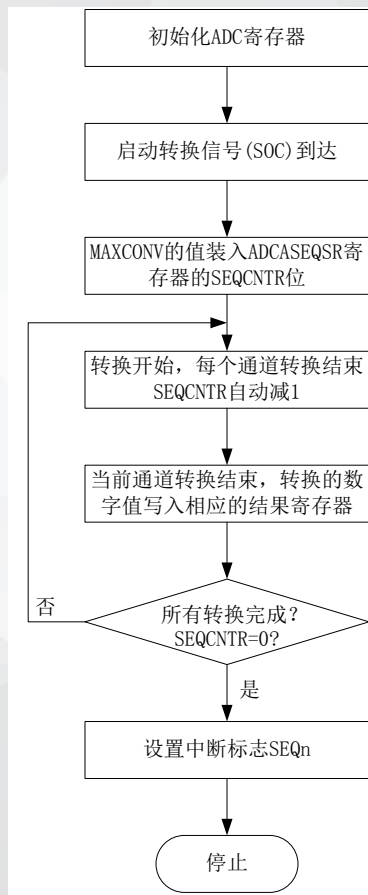 初始化ADC寄存器
启动转换信号(SOC)到达
MAXCONV的值装入ADCASEQSR寄
存器的SEQCNTR位
转换开始，每个通道转换结束
SEQCNTR自动减1
当前通道转换结束，转换的数
字值写入相应的结果寄存器
否
所有转换完成？
SEQCNTR=0?
是
设置中断标志SEQn
停止